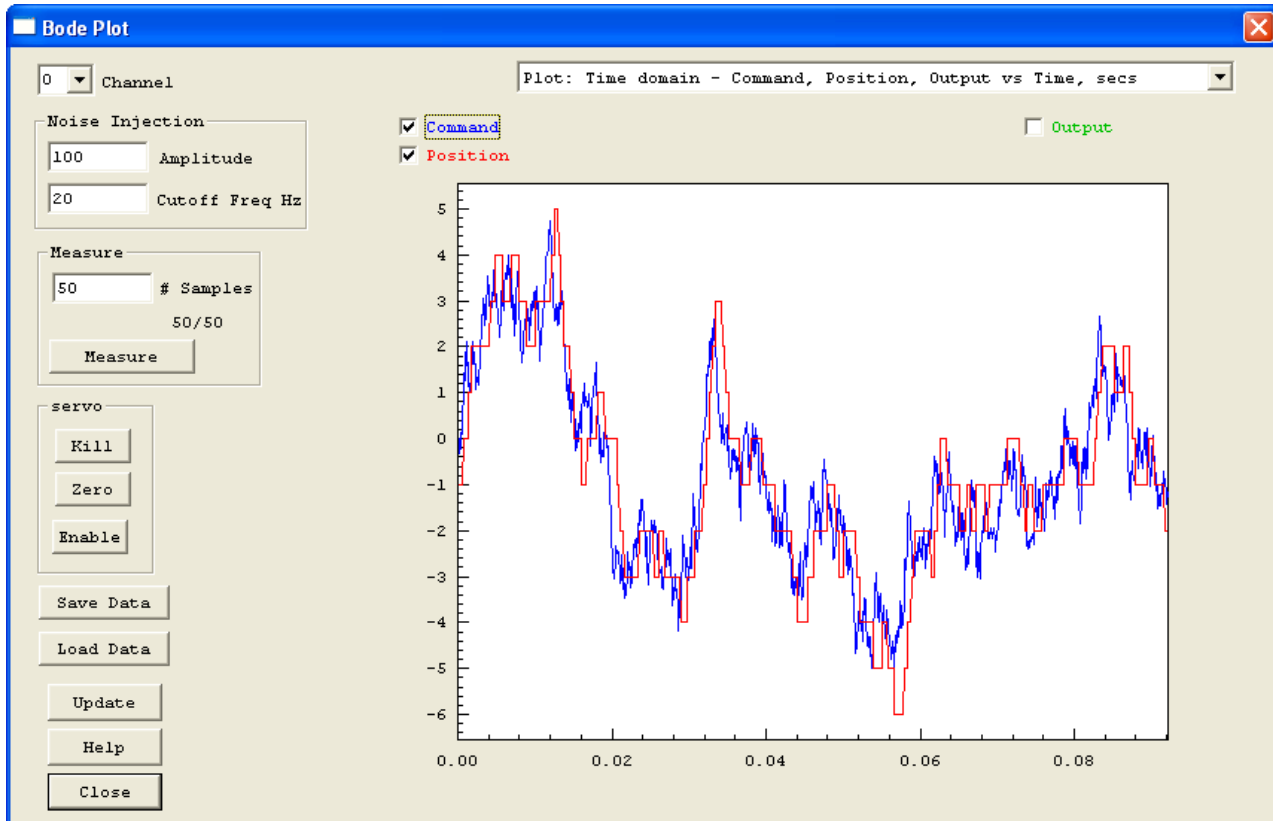 Bode Plot
0 Channel
Plot: Time domain - Command, Position, Output vs Time, secs
Noise Injection
100 Amplitude
20 Cutoff Freq Hz
Command
Position
Output
Measure
50 # Samples
50/50
Measure
servo
Kill
Zero
Enable
Save Data
Load Data
Update
Help
Close
5
4
3
2
1
0
-1
-2
-3
-4
-5
-6
0.00 0.02 0.04 0.06 0.08